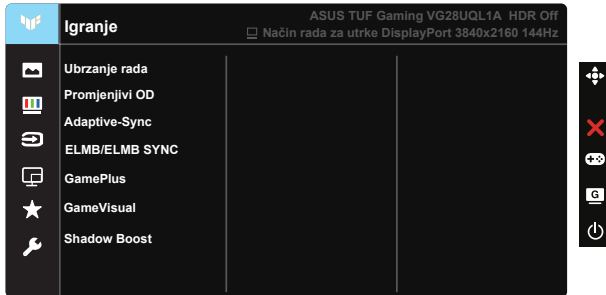 Igranje
ASUS TUF Gaming VG28UQL1A HDR Off
Način rada za utrke DisplayPort 3840x2160 144Hz
Ubrzanje rada
Promjenjivi OD
Adaptive-Sync
ELMB/ELMB SYNC
GamePlus
GameVisual
Shadow Boost
G